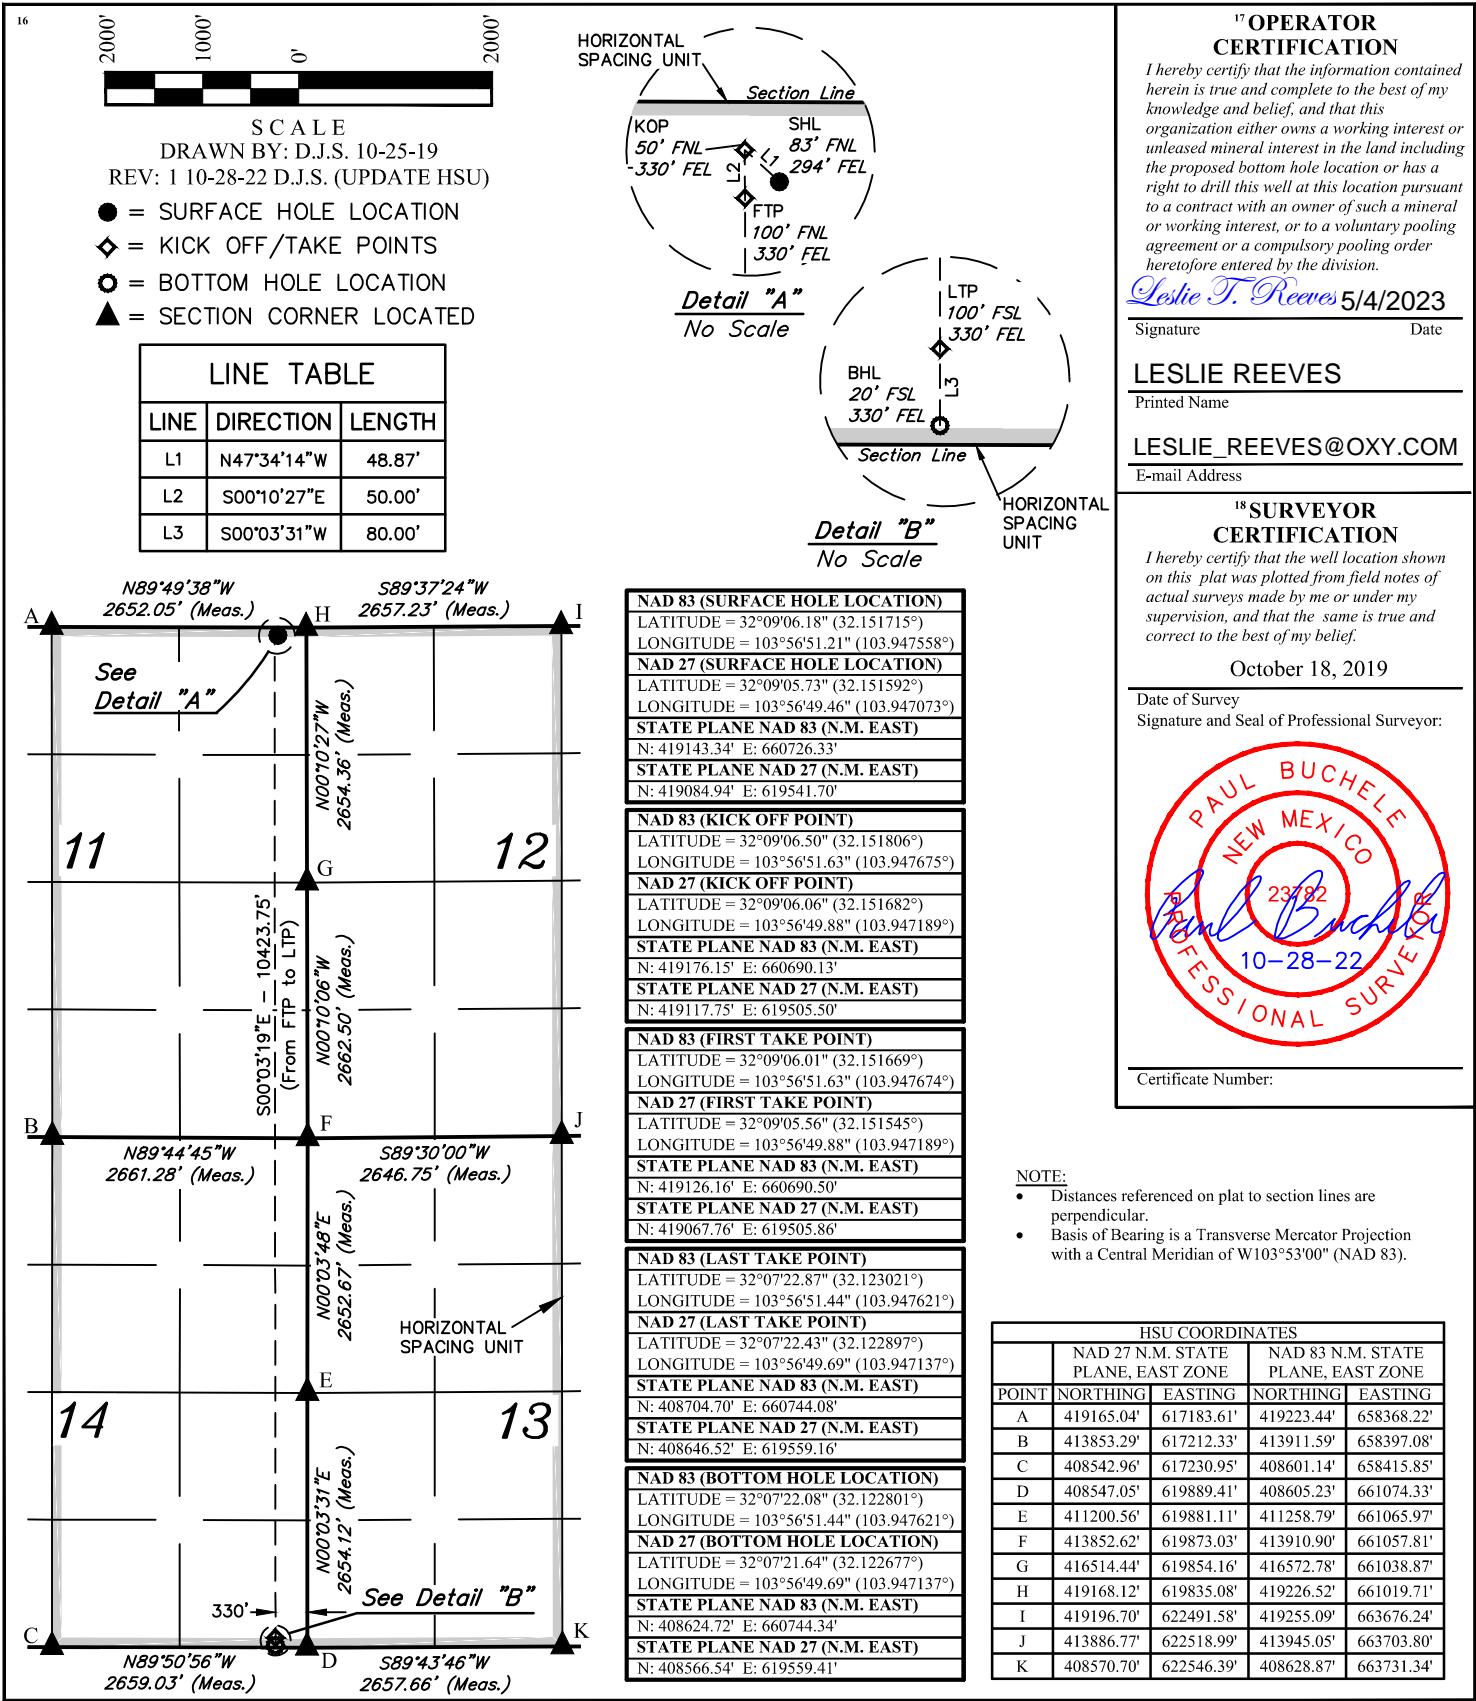 16
2000'
1000'
0'
2000'
SCALE
DRAWN BY: D.J.S. 10-25-19
REV: 1 10-28-22 D.J.S. (UPDATE HSU)
= SURFACE HOLE LOCATION
= KICK OFF/TAKE POINTS
= BOTTOM HOLE LOCATION
= SECTION CORNER LOCATED
LINE TABLE
LINE DIRECTION LENGTH
L1 N47°34'14"W 48.87'
L2 S00°10'27"E 50.00'
L3 S00°03'31"W 80.00'
HORIZONTAL
SPACING UNIT
Section Line
KOP
50' FNL
330' FEL
SHL
83' FNL
294' FEL
L1
L2
FTP
100' FNL
330' FEL
Detail "A"
No Scale
LTP
100' FSL
330' FEL
BHL
20' FSL
330' FEL
L3
Section Line
HORIZONTAL
SPACING
UNIT
Detail "B"
No Scale
N89°49'38"W
2652.05' (Meas.)
S89°37'24"W
2657.23' (Meas.)
A
H
I
See
Detail "A"
N00°10'27"W
2654.36' (Meas.)
11
12
G
S00°03'19"E - 10423.75'
(From FTP to LTP)
N00°10'06"W
2662.50' (Meas.)
B
F
J
N89°44'45"W
2661.28' (Meas.)
S89°30'00"W
2646.75' (Meas.)
N00°03'48"E
2652.67' (Meas.)
HORIZONTAL
SPACING UNIT
E
14
13
N00°03'31"E
2654.12' (Meas.)
330'
See Detail "B"
C
D
K
N89°50'56"W
2659.03' (Meas.)
S89°43'46"W
2657.66' (Meas.)
NAD 83 (SURFACE HOLE LOCATION)
LATITUDE = 32°09'06.18" (32.151715°)
LONGITUDE = 103°56'51.21" (103.947558°)
NAD 27 (SURFACE HOLE LOCATION)
LATITUDE = 32°09'05.73" (32.151592°)
LONGITUDE = 103°56'49.46" (103.947073°)
STATE PLANE NAD 83 (N.M. EAST)
N: 419143.34' E: 660726.33'
STATE PLANE NAD 27 (N.M. EAST)
N: 419084.94' E: 619541.70'
NAD 83 (KICK OFF POINT)
LATITUDE = 32°09'06.50" (32.151806°)
LONGITUDE = 103°56'51.63" (103.947675°)
NAD 27 (KICK OFF POINT)
LATITUDE = 32°09'06.06" (32.151682°)
LONGITUDE = 103°56'49.88" (103.947189°)
STATE PLANE NAD 83 (N.M. EAST)
N: 419176.15' E: 660690.13'
STATE PLANE NAD 27 (N.M. EAST)
N: 419117.75' E: 619505.50'
NAD 83 (FIRST TAKE POINT)
LATITUDE = 32°09'06.01" (32.151669°)
LONGITUDE = 103°56'51.63" (103.947674°)
NAD 27 (FIRST TAKE POINT)
LATITUDE = 32°09'05.56" (32.151545°)
LONGITUDE = 103°56'49.88" (103.947189°)
STATE PLANE NAD 83 (N.M. EAST)
N: 419126.16' E: 660690.50'
STATE PLANE NAD 27 (N.M. EAST)
N: 419067.76' E: 619505.86'
NAD 83 (LAST TAKE POINT)
LATITUDE = 32°07'22.87" (32.123021°)
LONGITUDE = 103°56'51.44" (103.947621°)
NAD 27 (LAST TAKE POINT)
LATITUDE = 32°07'22.43" (32.122897°)
LONGITUDE = 103°56'49.69" (103.947137°)
STATE PLANE NAD 83 (N.M. EAST)
N: 408704.70' E: 660744.08'
STATE PLANE NAD 27 (N.M. EAST)
N: 408646.52' E: 619559.16'
NAD 83 (BOTTOM HOLE LOCATION)
LATITUDE = 32°07'22.08" (32.122801°)
LONGITUDE = 103°56'51.44" (103.947621°)
NAD 27 (BOTTOM HOLE LOCATION)
LATITUDE = 32°07'21.64" (32.122677°)
LONGITUDE = 103°56'49.69" (103.947137°)
STATE PLANE NAD 83 (N.M. EAST)
N: 408624.72' E: 660744.34'
STATE PLANE NAD 27 (N.M. EAST)
N: 408566.54' E: 619559.41'
17 OPERATOR
CERTIFICATION
I hereby certify that the information contained
herein is true and complete to the best of my
knowledge and belief, and that this
organization either owns a working interest or
unleased mineral interest in the land including
the proposed bottom hole location or has a
right to drill this well at this location pursuant
to a contract with an owner of such a mineral
or working interest, or to a voluntary pooling
agreement or a compulsory pooling order
heretofore entered by the division.
Leslie T. Reeves 5/4/2023
Signature Date
LESLIE REEVES
Printed Name
LESLIE_REEVES@OXY.COM
E-mail Address
18 SURVEYOR
CERTIFICATION
I hereby certify that the well location shown
on this plat was plotted from field notes of
actual surveys made by me or under my
supervision, and that the same is true and
correct to the best of my belief.
October 18, 2019
Date of Survey
Signature and Seal of Professional Surveyor:
PAUL BUCHELE
NEW MEXICO
23782
Paul Buchele
10-28-22
PROFESSIONAL SURVEYOR
Certificate Number:
NOTE:
• Distances referenced on plat to section lines are
perpendicular.
• Basis of Bearing is a Transverse Mercator Projection
with a Central Meridian of W103°53'00" (NAD 83).
HSU COORDINATES
NAD 27 N.M. STATE NAD 83 N.M. STATE
PLANE, EAST ZONE PLANE, EAST ZONE
POINT NORTHING EASTING NORTHING EASTING
A 419165.04' 617183.61' 419223.44' 658368.22'
B 413853.29' 617212.33' 413911.59' 658397.08'
C 408542.96' 617230.95' 408601.14' 658415.85'
D 408547.05' 619889.41' 408605.23' 661074.33'
E 411200.56' 619881.11' 411258.79' 661065.97'
F 413852.62' 619873.03' 413910.90' 661057.81'
G 416514.44' 619854.16' 416572.78' 661038.87'
H 419168.12' 619835.08' 419226.52' 661019.71'
I 419196.70' 622491.58' 419255.09' 663676.24'
J 413886.77' 622518.99' 413945.05' 663703.80'
K 408570.70' 622546.39' 408628.87' 663731.34'